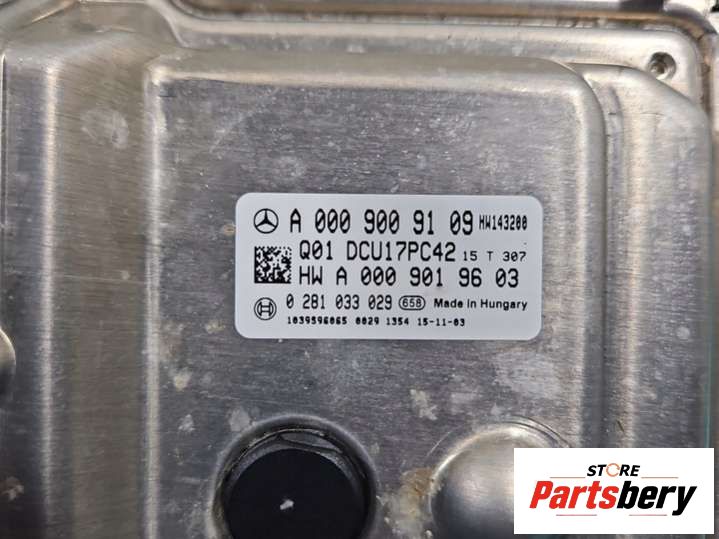 A 000 900 91 09 HW143200
Q01 DCU17PC42 15 T 307
HW A 000 901 96 03
0 281 033 029 658 Made in Hungary
1039S96065 0029 1354 15-11-03
STORE
Partsbery